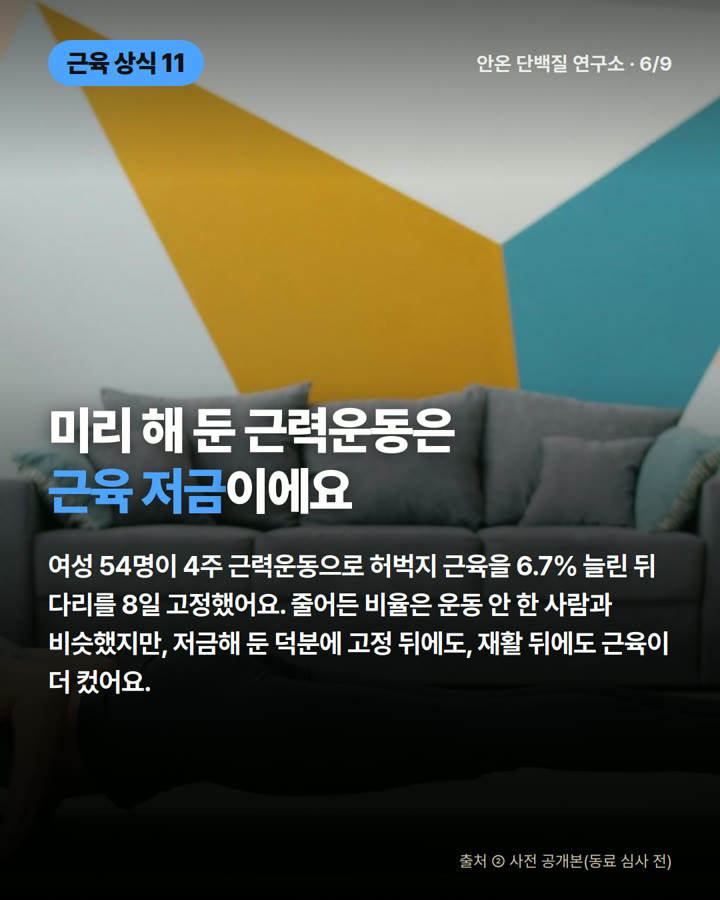 근육 상식 11
안온 단백질 연구소 · 6/9
미리 해 둔 근력운동은
근육 저금이에요
여성 54명이 4주 근력운동으로 허벅지 근육을 6.7% 늘린 뒤
다리를 8일 고정했어요. 줄어든 비율은 운동 안 한 사람과
비슷했지만, 저금해 둔 덕분에 고정 뒤에도, 재활 뒤에도 근육이
더 컸어요.
출처 ② 사전 공개본(동료 심사 전)